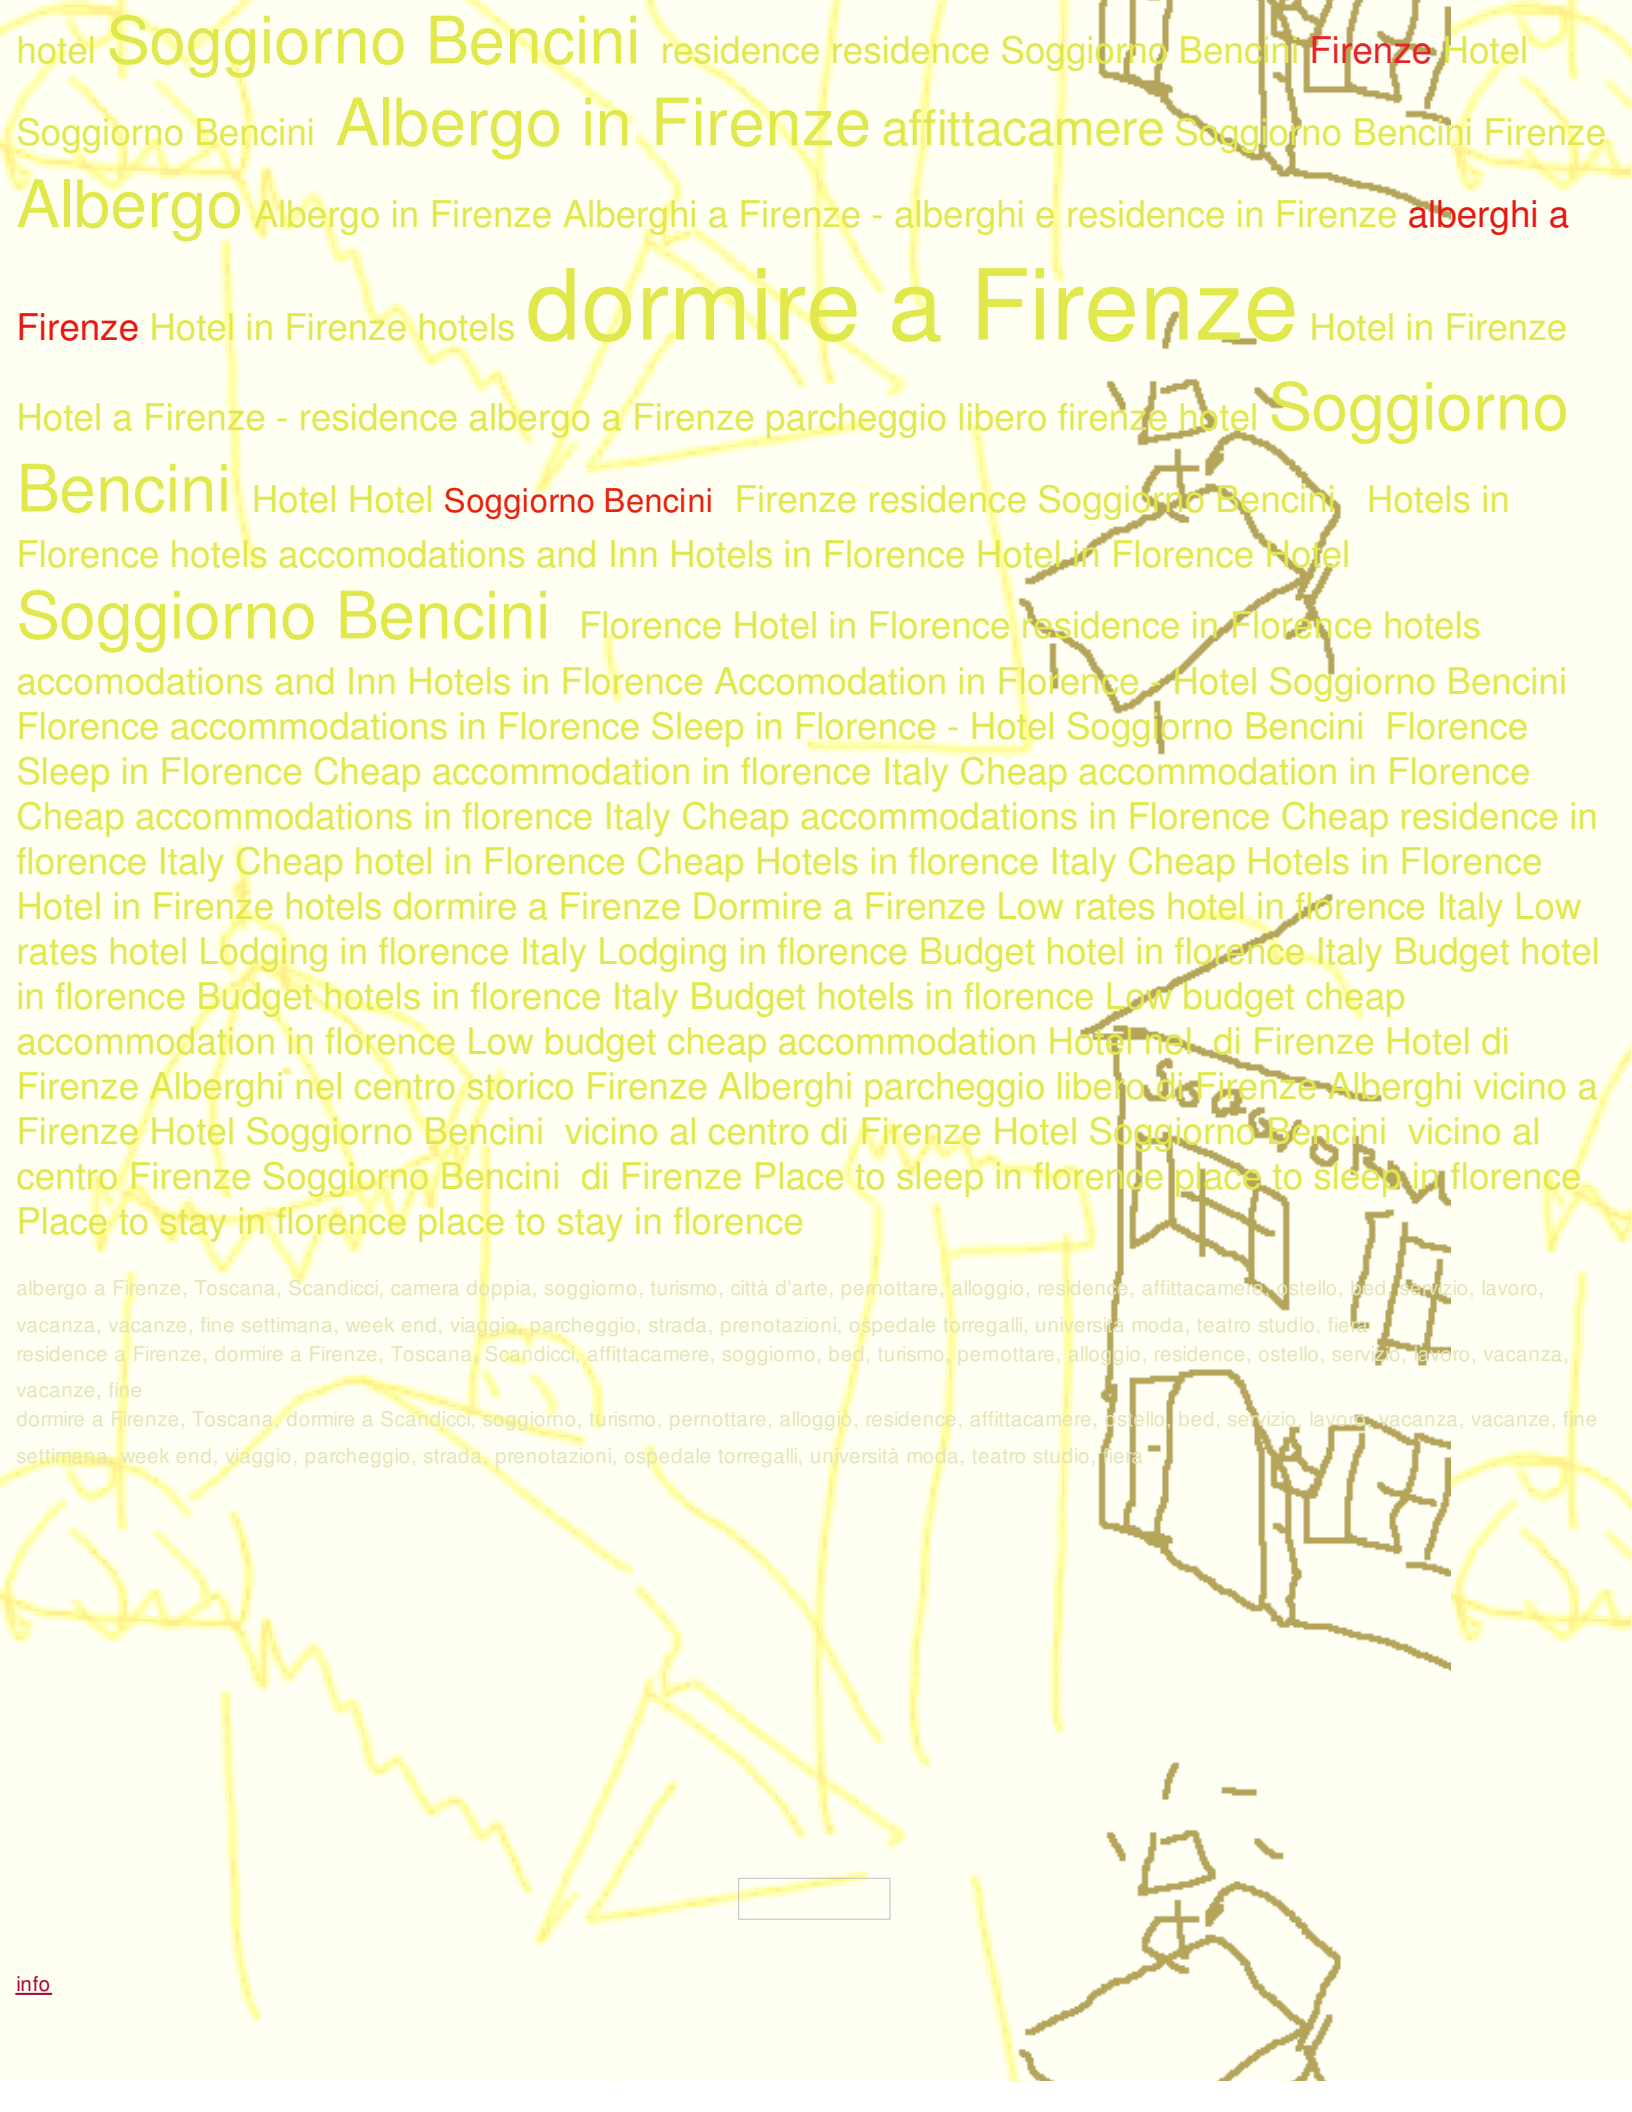 hotel Soggiorno Bencini residence residence Soggiorno Bencini Firenze Hotel
Soggiorno Bencini Albergo in Firenze affittacamere Soggiorno Bencini Firenze
Albergo Albergo in Firenze Alberghi a Firenze - alberghi e residence in Firenze alberghi a
Firenze Hotel in Firenze hotels dormire a Firenze Hotel in Firenze
Hotel a Firenze - residence albergo a Firenze parcheggio libero firenze hotel Soggiorno
Bencini Hotel Hotel Soggiorno Bencini Firenze residence Soggiorno Bencini Hotels in
Florence hotels accomodations and Inn Hotels in Florence Hotel in Florence Hotel
Soggiorno Bencini Florence Hotel in Florence residence in Florence hotels
accomodations and Inn Hotels in Florence Accomodation in Florence - Hotel Soggiorno Bencini
Florence accommodations in Florence Sleep in Florence - Hotel Soggiorno Bencini Florence
Sleep in Florence Cheap accommodation in florence Italy Cheap accommodation in Florence
Cheap accommodations in florence Italy Cheap accommodations in Florence Cheap residence in
florence Italy Cheap hotel in Florence Cheap Hotels in florence Italy Cheap Hotels in Florence
Hotel in Firenze hotels dormire a Firenze Dormire a Firenze Low rates hotel in florence Italy Low
rates hotel Lodging in florence Italy Lodging in florence Budget hotel in florence Italy Budget hotel
in florence Budget hotels in florence Italy Budget hotels in florence Low budget cheap
accommodation in florence Low budget cheap accommodation Hotel nel di Firenze Hotel di
Firenze Alberghi nel centro storico Firenze Alberghi parcheggio libero di Firenze Alberghi vicino a
Firenze Hotel Soggiorno Bencini vicino al centro di Firenze Hotel Soggiorno Bencini vicino al
SOGGIORN
centro Firenze Soggiorno Bencini di Firenze Place to sleep in florence place to sleep in florence
Place to stay in florence place to stay in florence
albergo a Firenze, Toscana, Scandicci, camera doppia, soggiorno, turismo, città d'arte, pernottare, alloggio, residence, affittacamere, ostello, bed, servizio, lavoro,
vacanza, vacanze, fine settimana, week end, viaggio, parcheggio, strada, prenotazioni, ospedale torregalli, università moda, teatro studio, fiera
residence a Firenze, dormire a Firenze, Toscana, Scandicci, affittacamere, soggiorno, bed, turismo, pernottare, alloggio, residence, ostello, servizio, lavoro, vacanza,
vacanze, fine
dormire a Firenze, Toscana, dormire a Scandicci, soggiorno, turismo, pernottare, alloggio, residence, affittacamere, ostello, bed, servizio, lavoro, vacanza, vacanze, fine
settimana, week end, viaggio, parcheggio, strada, prenotazioni, ospedale torregalli, università moda, teatro studio, fiera
info